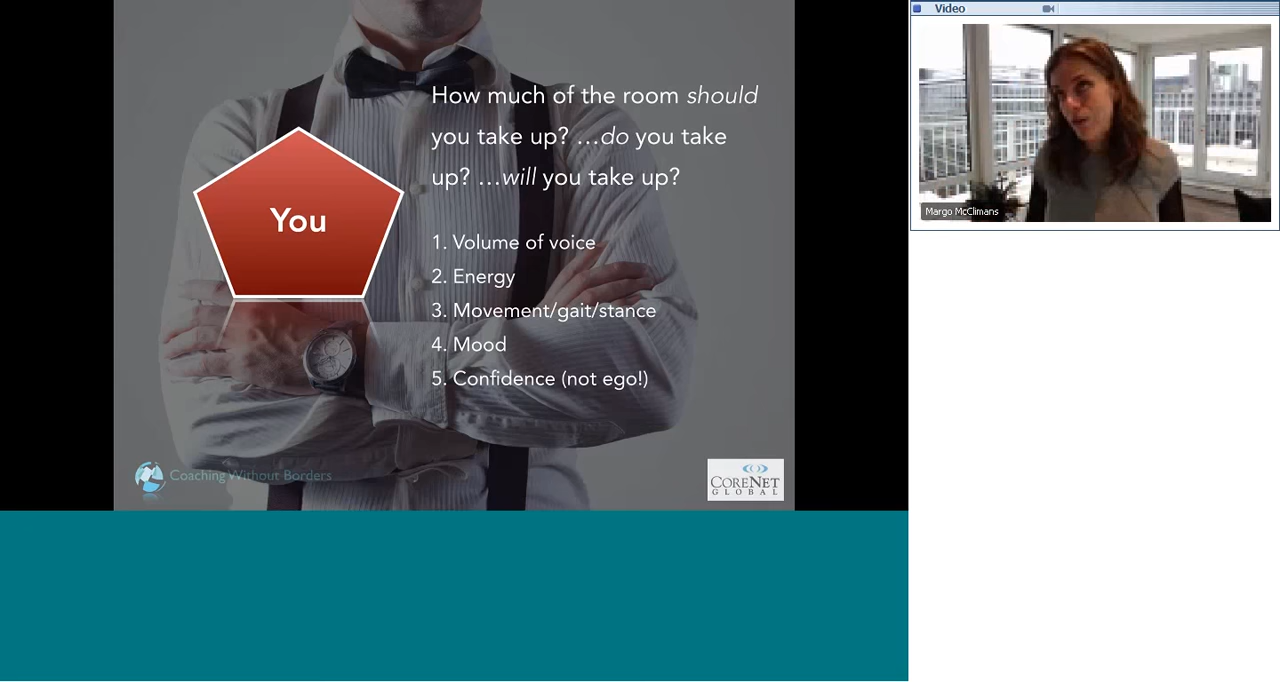 How much of the room should
you take up? ...do you take
up? ...will you take up?
You
1. Volume of voice
2. Energy
3. Movement/gait/stance
4. Mood
5. Confidence (not ego!)
Coaching Without Borders
CORENET
GLOBAL
Video
Margo McClimans